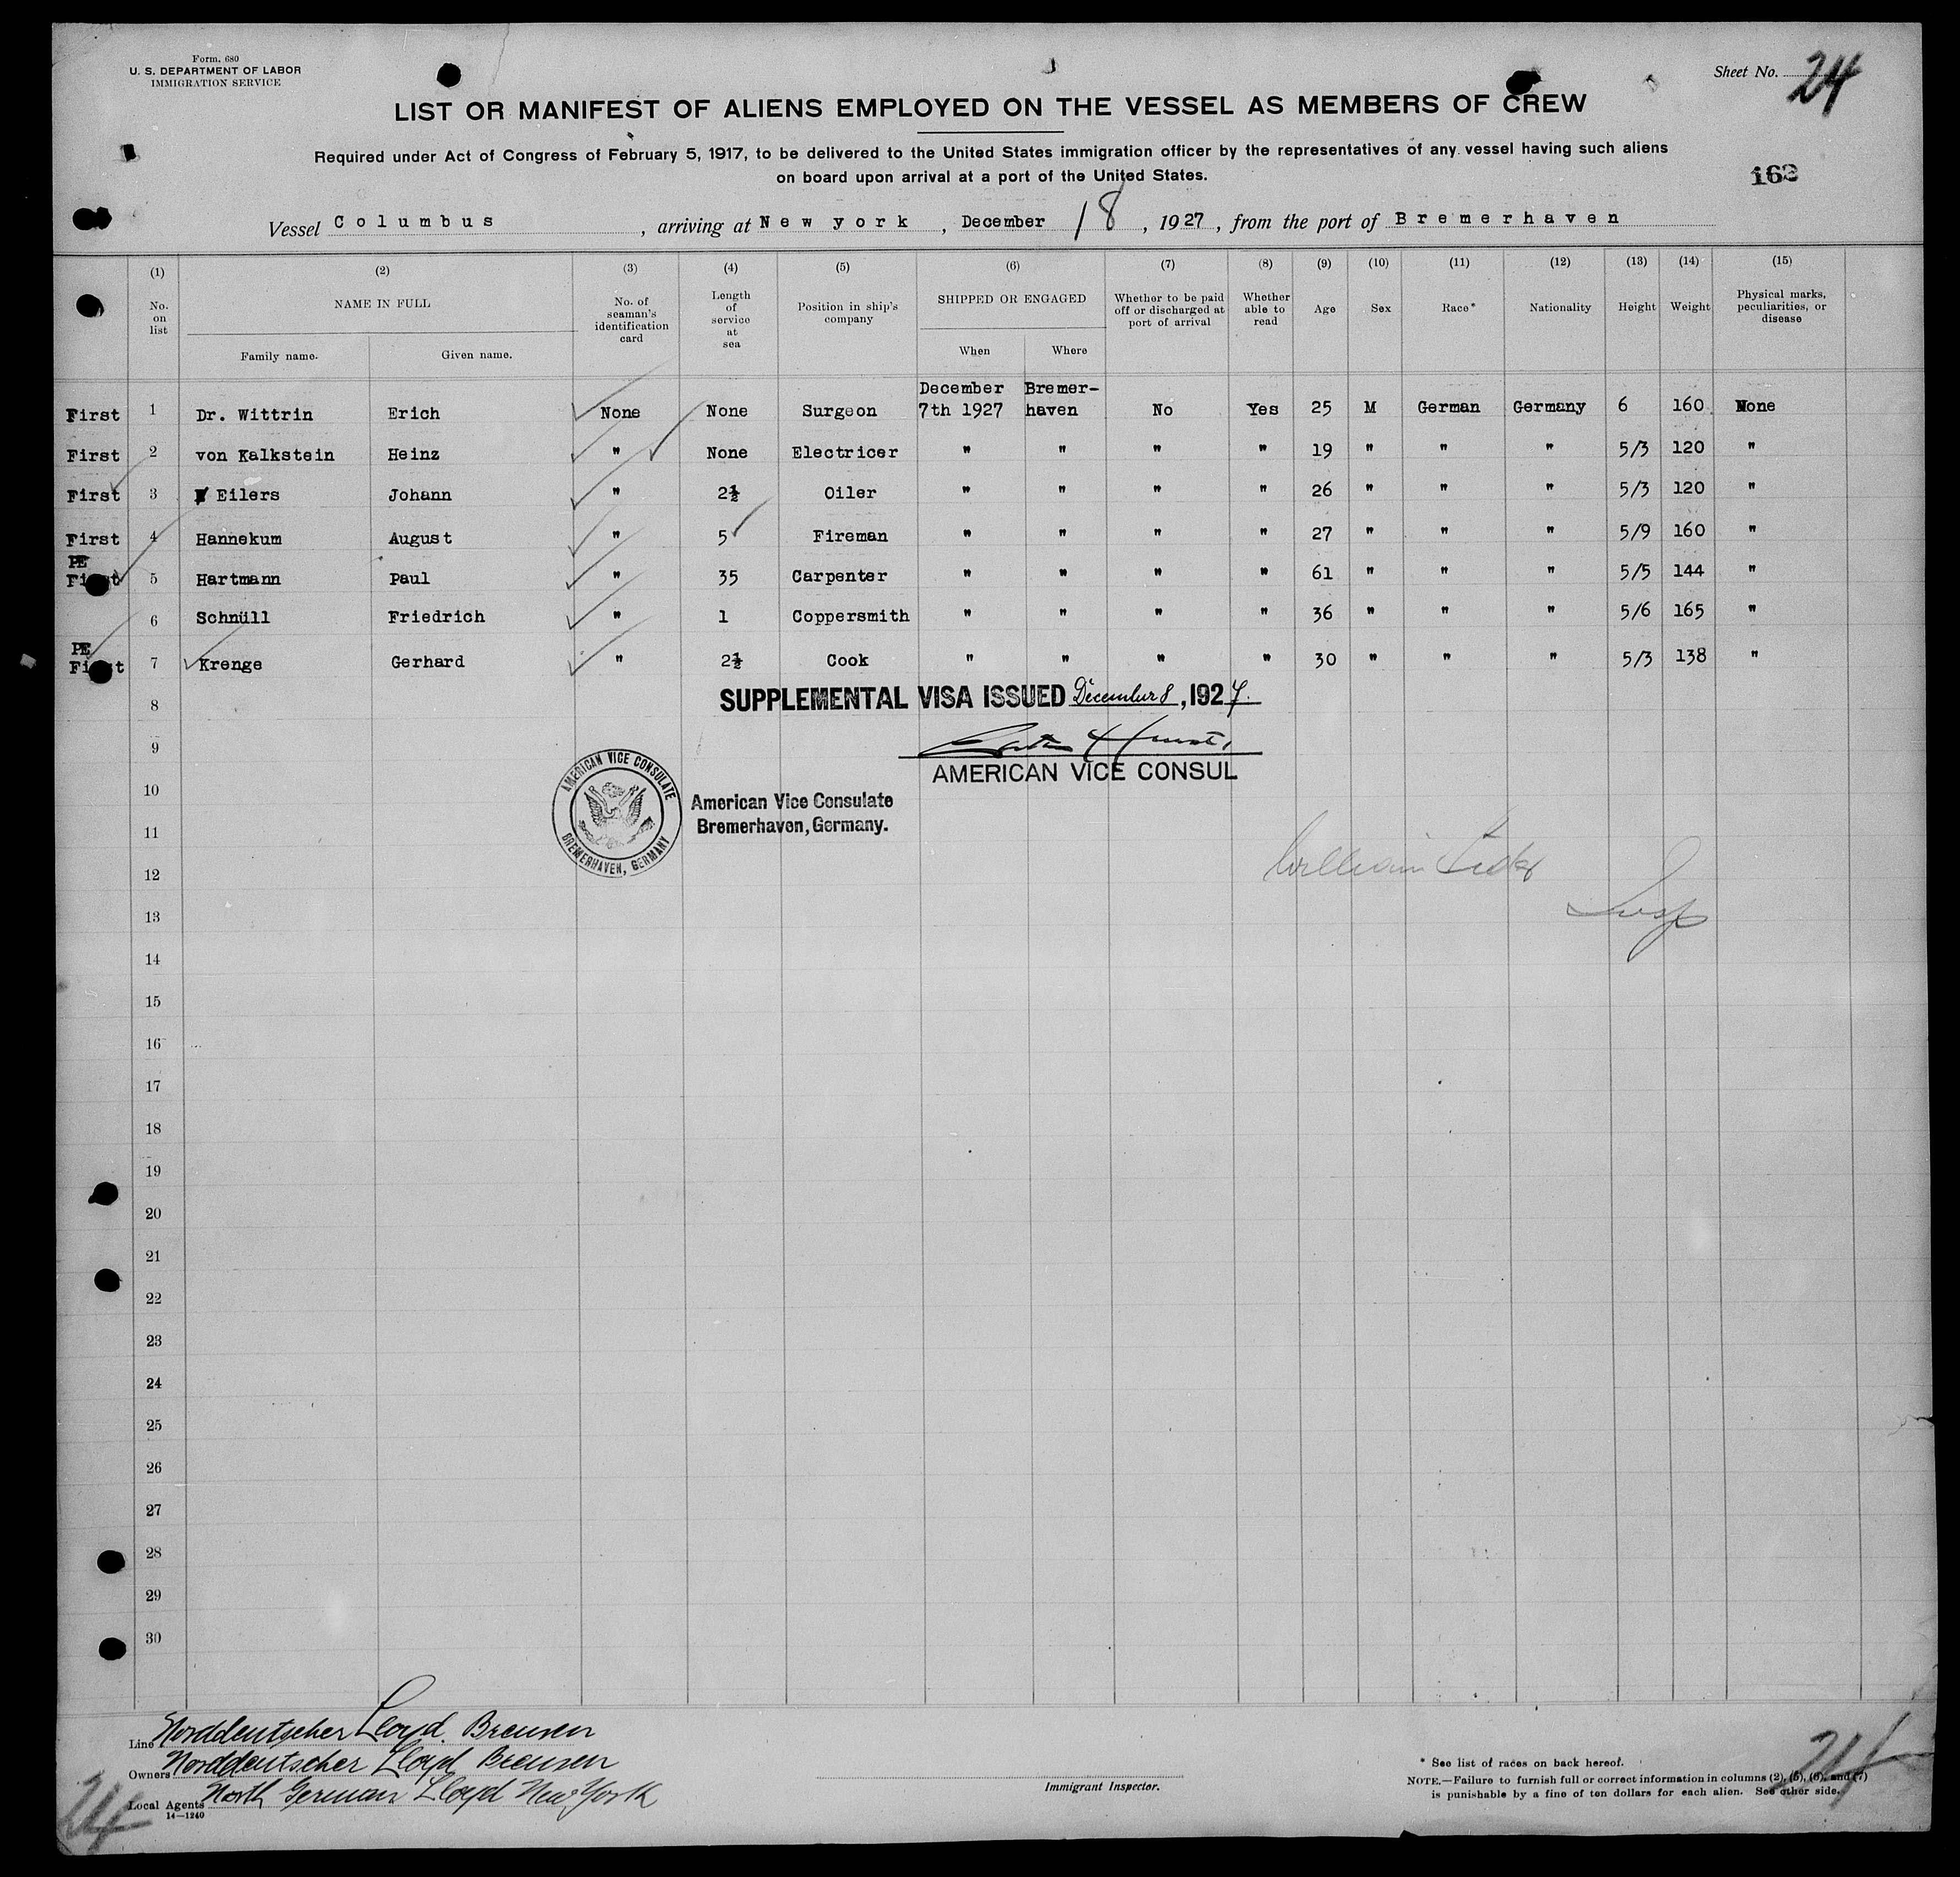 Form, 680
U. S. DEPARTMENT OF LABOR
IMMIGRATION SERVICE
Sheet No. 24
LIST OR MANIFEST OF ALIENS EMPLOYED ON THE VESSEL AS MEMBERS OF CREW
Required under Act of Congress of February 5, 1917, to be delivered to the United States immigration officer by the representatives of any vessel having such aliens
on board upon arrival at a port of the United States.
162
Vessel Columbus, arriving at New york, December 18, 1927, from the port of Bremerhaven
(1) (2) (3) (4) (5) (6) (7) (8) (9) (10) (11) (12) (13) (14) (15)
No. on list NAME IN FULL Family name. Given name. No. of seaman's identification card Length of service at sea Position in ship's company SHIPPED OR ENGAGED When Where Whether to be paid off or discharged at port of arrival Whether able to read Age Sex Race* Nationality Height Weight Physical marks, peculiarities, or disease
First 1 Dr. Wittrin Erich None None Surgeon December 7th 1927 Bremer-haven No Yes 25 M German Germany 6 160 None
First 2 von Kalkstein Heinz " None Electricer " " " " 19 " " " 5/3 120 "
First 3 Eilers Johann " 2½ Oiler " " " " 26 " " " 5/3 120 "
First 4 Hannekum August " 5 Fireman " " " " 27 " " " 5/9 160 "
PE
First 5 Hartmann Paul " 35 Carpenter " " " " 61 " " " 5/5 144 "
6 Schnüll Friedrich " 1 Coppersmith " " " " 36 " " " 5/6 165 "
PE
First 7 Krenge Gerhard " 2½ Cook " " " " 30 " " " 5/3 138 "
8
SUPPLEMENTAL VISA ISSUED December 8, 1927.
9
AMERICAN VICE CONSUL
AMERICAN VICE CONSULATE
BREMERHAVEN, GERMANY
10
American Vice Consulate
Bremerhaven, Germany.
11
12
William
13
Insp
14
15
16
17
18
19
20
21
22
23
24
25
26
27
28
29
30
Line Norddeutscher Lloyd. Bremen
Owners Norddeutscher Lloyd Bremen
Local Agents North German Lloyd New York
14—1240
24
Immigrant Inspector.
* See list of races on back hereof.
NOTE.—Failure to furnish full or correct information in columns (2), (5), (6), and (7)
is punishable by a fine of ten dollars for each alien. See other side.
24